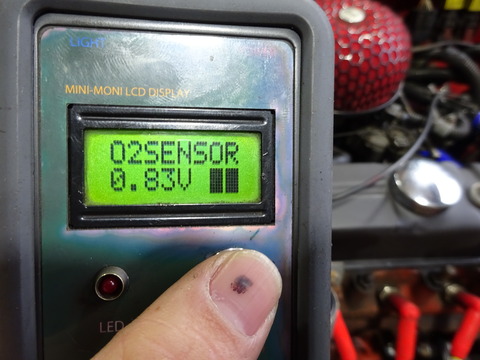 LIGHT
MINI-MONI LCD DISPLAY
O2SENSOR
0.83V
LED